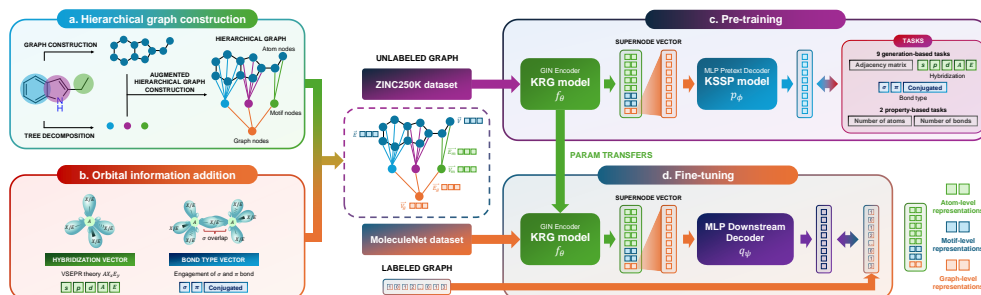 a. Hierarchical graph construction
GRAPH CONSTRUCTION
HIERARCHICAL GRAPH
Atom nodes
AUGMENTED
HIERARCHICAL GRAPH
CONSTRUCTION
N
H
Motif nodes
TREE DECOMPOSITION
Graph nodes
b. Orbital information addition
X/E
X/E
X/E
X/E
X/E
A
X/E
X/E
X/E
X/E
X/E
X/E
A
A
σ overlap
HYBRIDIZATION VECTOR
BOND TYPE VECTOR
VSEPR theory AXₓEᵧ
Engagement of σ and π bond
s p d A E
σ π Conjugated
UNLABELED GRAPH
ZINC250K dataset
MoleculeNet dataset
LABELED GRAPH
c. Pre-training
SUPERNODE VECTOR
GIN Encoder
KRG model
fθ
MLP Pretext Decoder
KSSP model
pϕ
TASKS
9 generation-based tasks
Adjacency matrix s p d A E
Hybridization
σ π Conjugated
Bond type
2 property-based tasks
Number of atoms Number of bonds
PARAM TRANSFERS
d. Fine-tuning
SUPERNODE VECTOR
GIN Encoder
KRG model
fθ
MLP Downstream
Decoder
qψ
Atom-level
representations
Motif-level
representations
Graph-level
representations